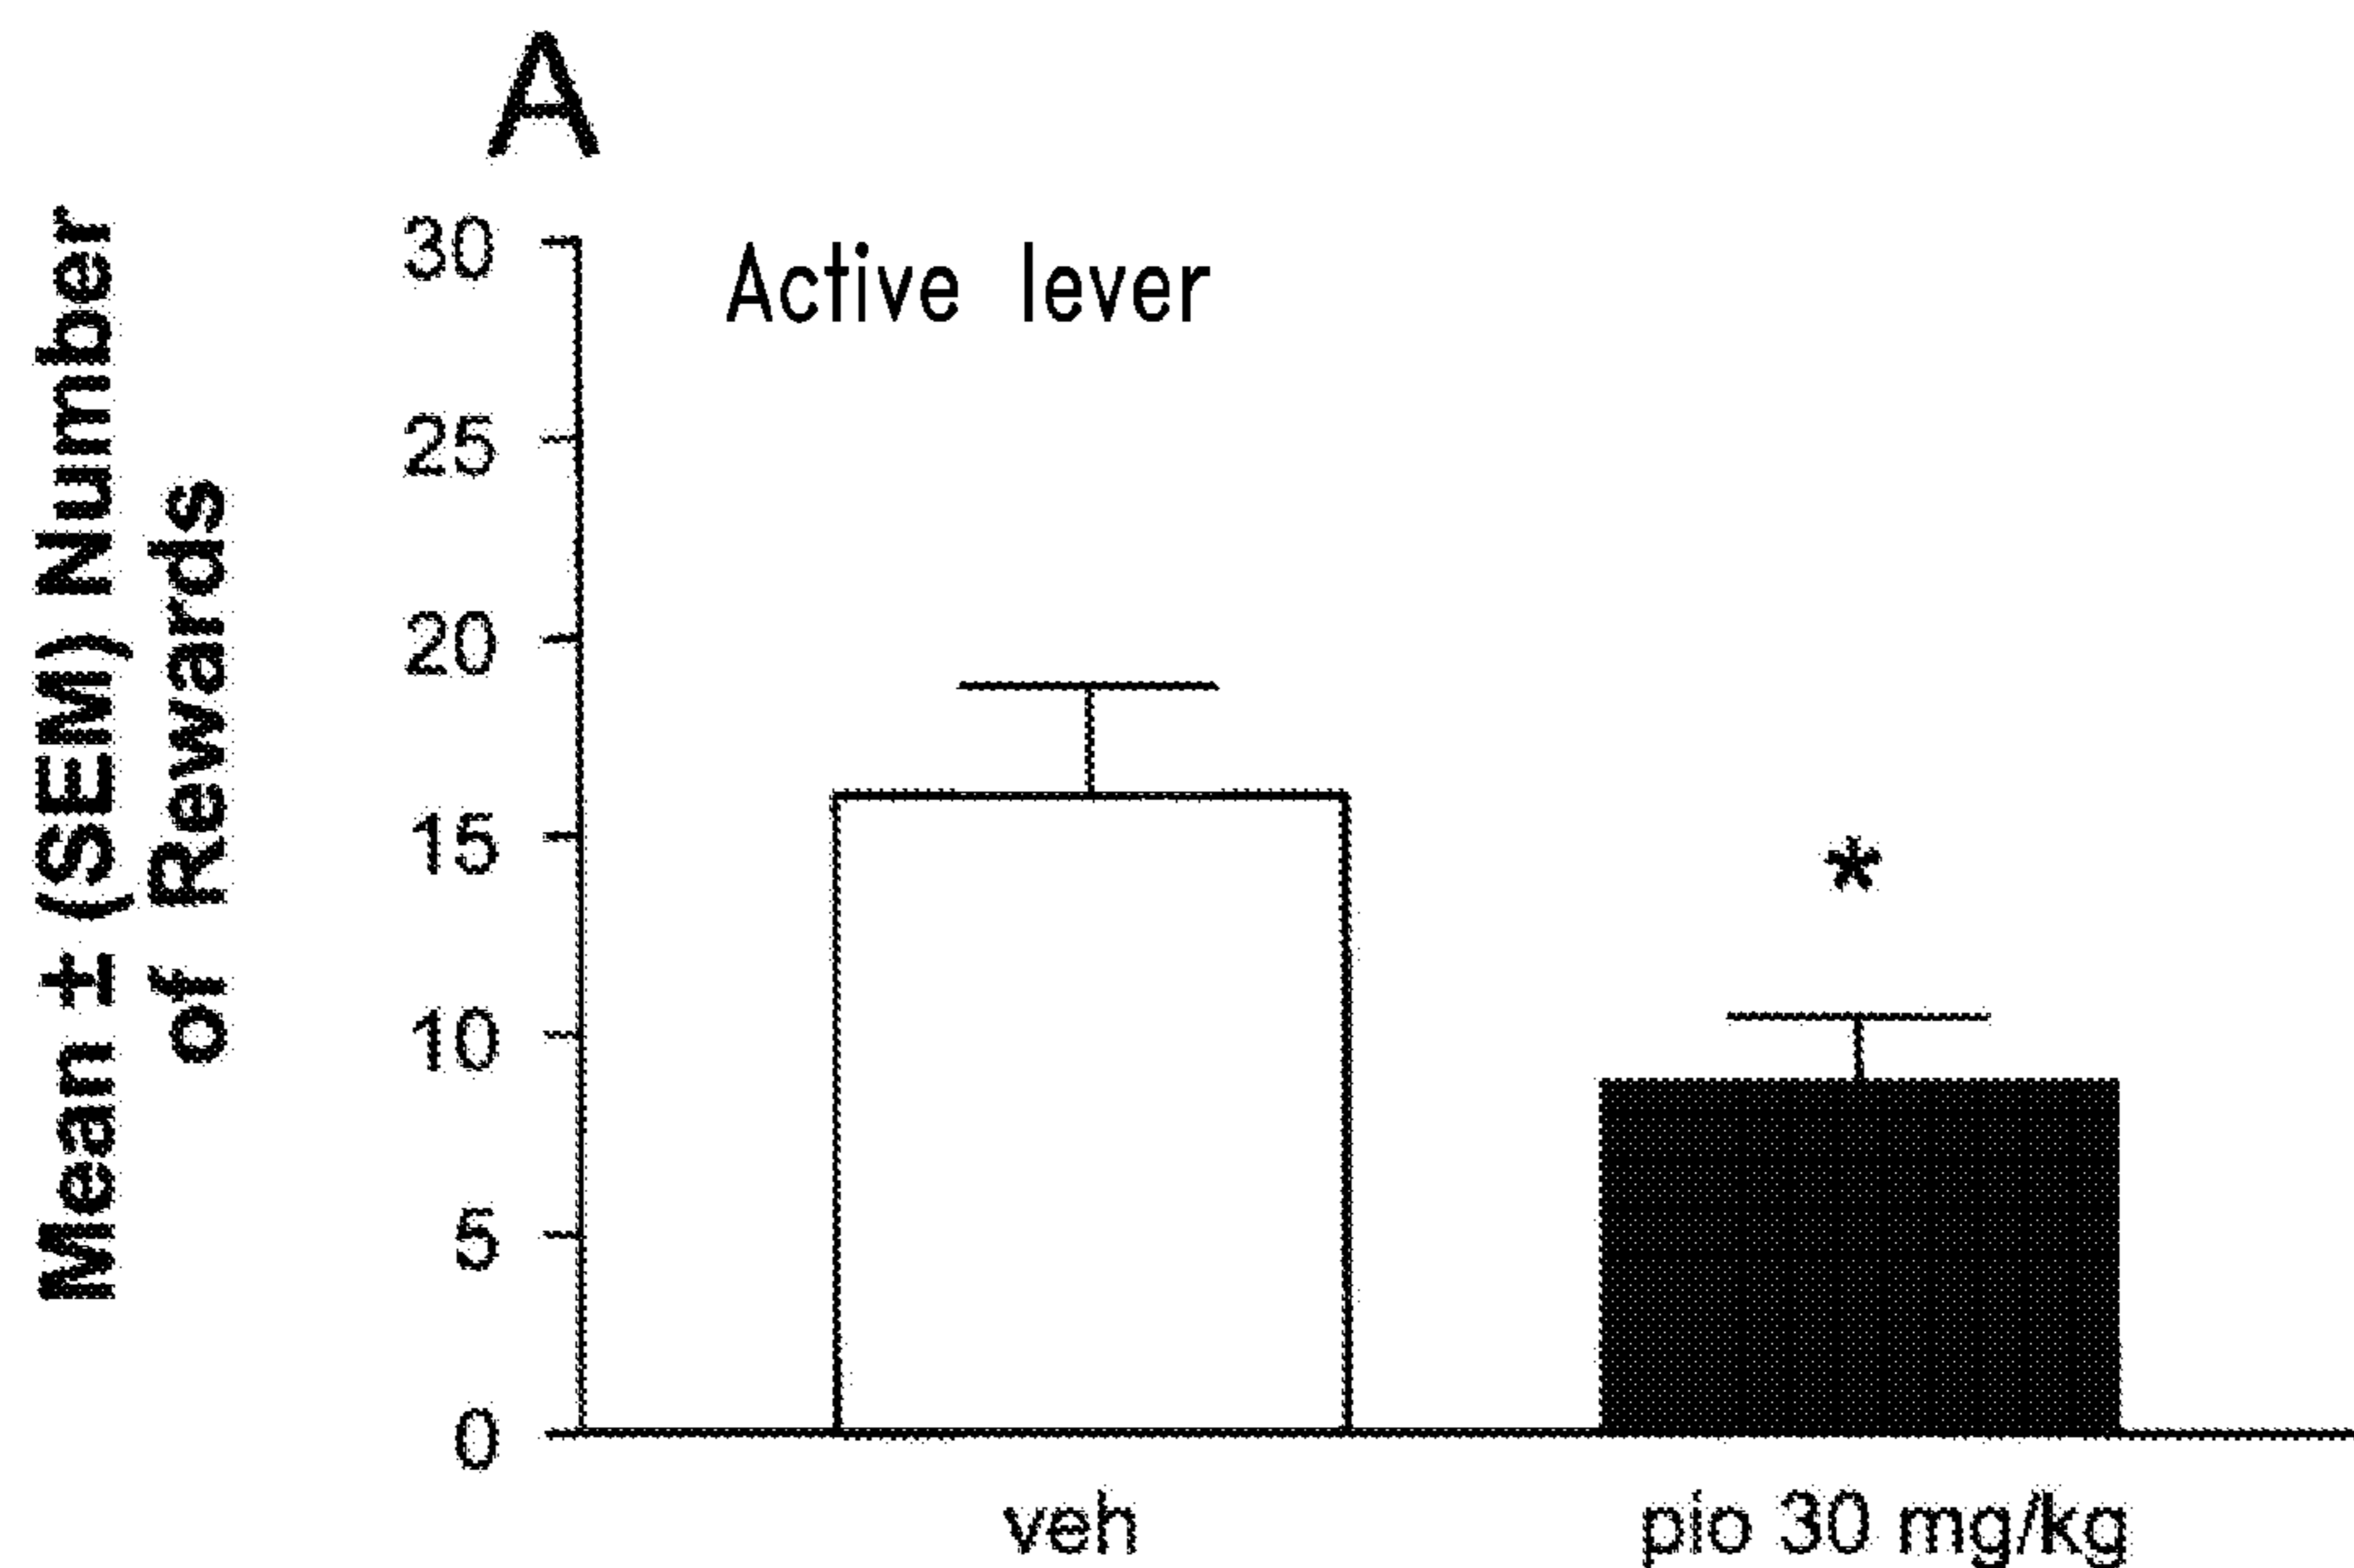 A
Mean ± (SEM) Number
of Rewards
30
Active lever
25
20
15
*
10
5
0
veh
pio 30 mg/kg